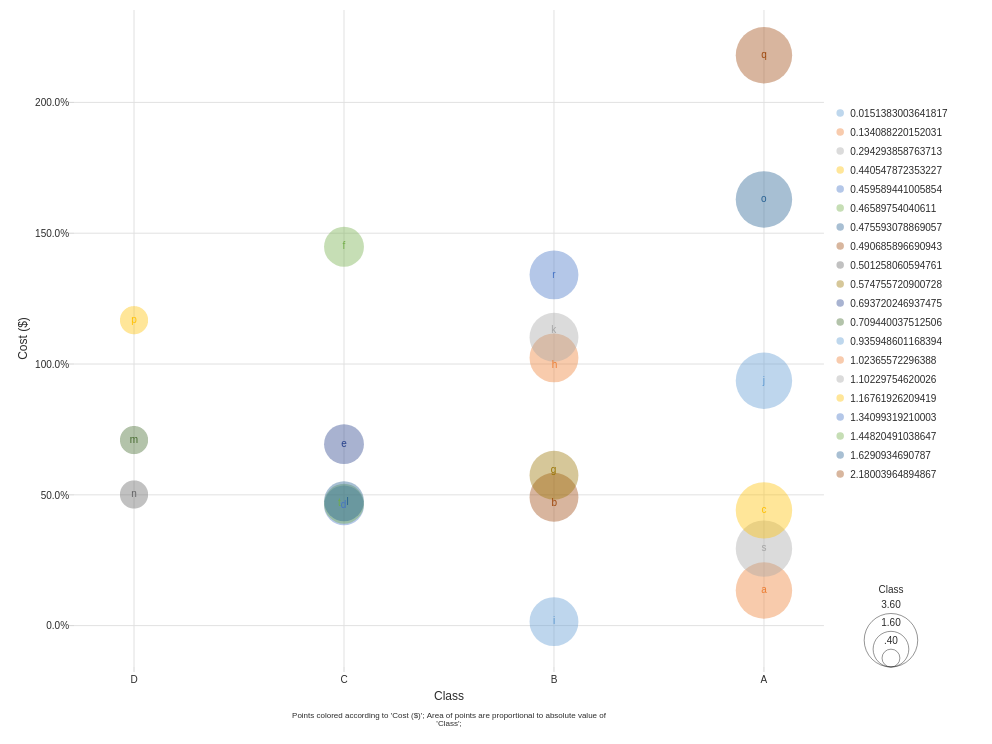 q
200.0%
0.0151383003641817
0.134088220152031
0.294293858763713
0.440547872353227
0.459589441005854
o
0.46589754040611
0.475593078869057
150.0%
f
0.490685896690943
0.501258060594761
r
0.574755720900728
0.693720246937475
p
0.709440037512506
k
Cost ($)
0.935948601168394
100.0%
h
1.02365572296388
j
1.10229754620026
1.16761926209419
1.34099319210003
m
e
1.44820491038647
1.6290934690787
g
2.18003964894867
50.0%
n
d
l
b
c
s
a
Class
3.60
1.60
.40
0.0%
i
D
C
B
A
Class
Points colored according to 'Cost ($)'; Area of points are proportional to absolute value of
'Class';